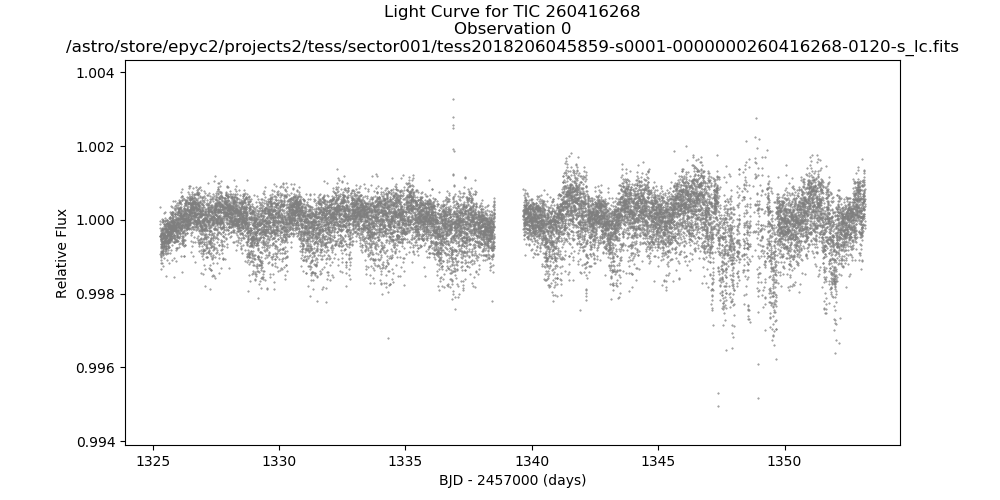 Light Curve for TIC 260416268
Observation 0
/astro/store/epyc2/projects2/tess/sector001/tess2018206045859-s0001-0000000260416268-0120-s_lc.fits
1.004
1.002
1.000
0.998
0.996
0.994
Relative Flux
1325
1330
1335
1340
1345
1350
BJD - 2457000 (days)